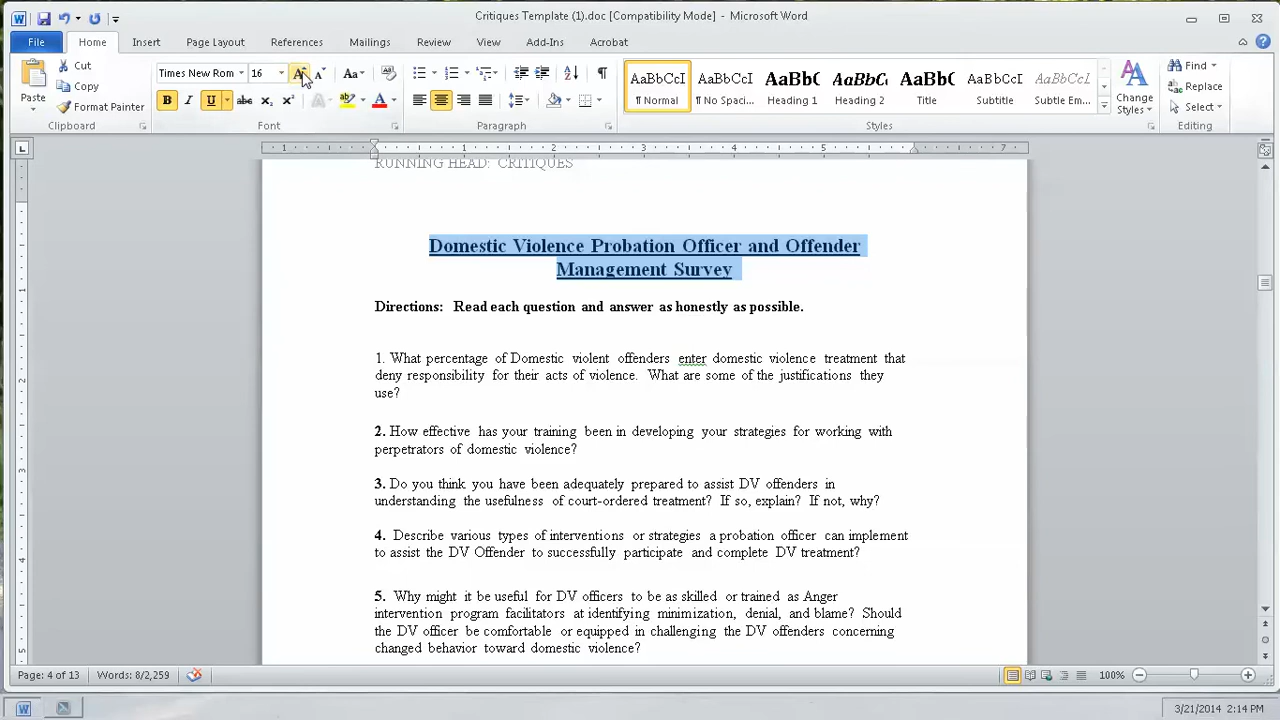 Critiques Template (1).doc [Compatibility Mode] - Microsoft Word
File Home Insert Page Layout References Mailings Review View Add-Ins Acrobat
Paste
Cut
Copy
Format Painter
Clipboard
Times New Rom 16
Font
Paragraph
AaBbCcI AaBbCcI AaBb( AaBbCc AaBb( AaBbCcI AaBbCcI
¶ Normal ¶ No Spaci... Heading 1 Heading 2 Title Subtitle Subtle Em...
Styles
Change Styles
Find
Replace
Select
Editing
1 1 2 3 4 5 7
RUNNING HEAD: CRITIQUES
Domestic Violence Probation Officer and Offender
Management Survey
Directions: Read each question and answer as honestly as possible.
1. What percentage of Domestic violent offenders enter domestic violence treatment that
deny responsibility for their acts of violence. What are some of the justifications they
use?
2. How effective has your training been in developing your strategies for working with
perpetrators of domestic violence?
3. Do you think you have been adequately prepared to assist DV offenders in
understanding the usefulness of court-ordered treatment? If so, explain? If not, why?
4. Describe various types of interventions or strategies a probation officer can implement
to assist the DV Offender to successfully participate and complete DV treatment?
5. Why might it be useful for DV officers to be as skilled or trained as Anger
intervention program facilitators at identifying minimization, denial, and blame? Should
the DV officer be comfortable or equipped in challenging the DV offenders concerning
changed behavior toward domestic violence?
Page: 4 of 13 Words: 8/2,259 100%
3/21/2014 2:14 PM